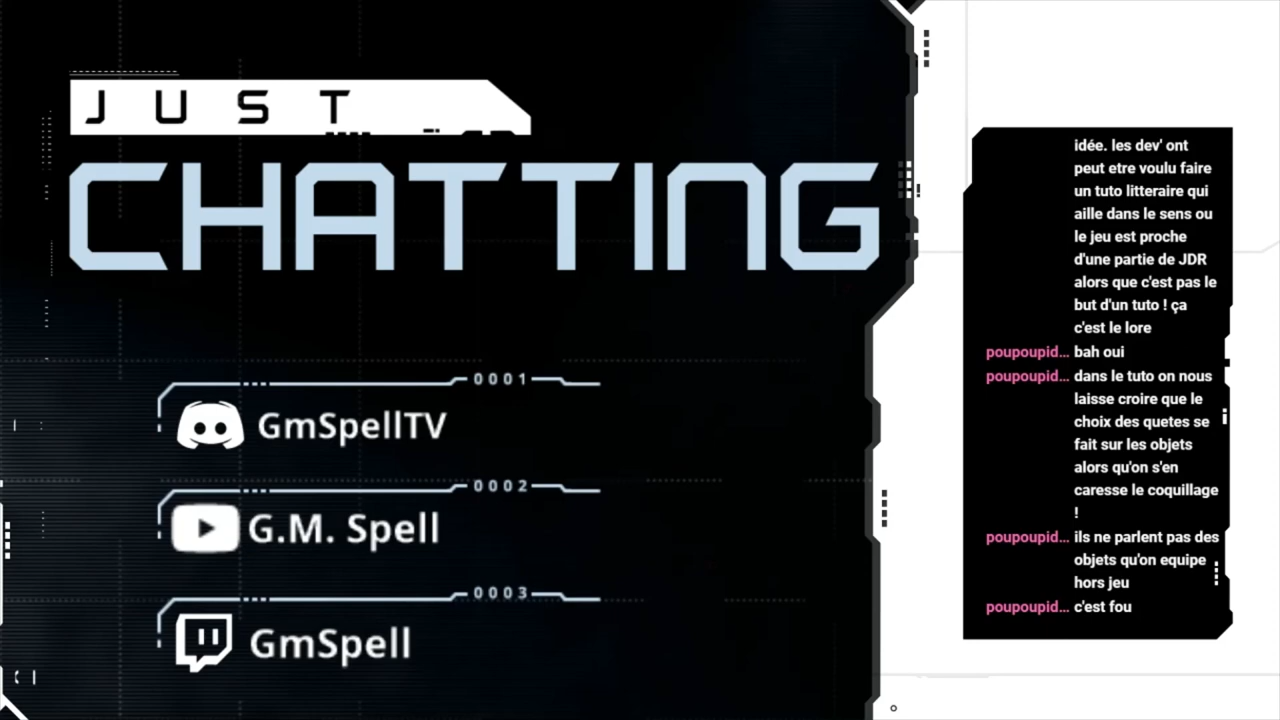 JUST
CHATTING
0001
GmSpellTV
0002
G.M. Spell
0003
GmSpell
idée. les dev' ont
peut etre voulu faire
un tuto litteraire qui
aille dans le sens ou
le jeu est proche
d'une partie de JDR
alors que c'est pas le
but d'un tuto ! ça
c'est le lore
poupoupid... bah oui
poupoupid... dans le tuto on nous
laisse croire que le
choix des quetes se
fait sur les objets
alors qu'on s'en
caresse le coquillage
!
poupoupid... ils ne parlent pas des
objets qu'on equipe
hors jeu
poupoupid... c'est fou